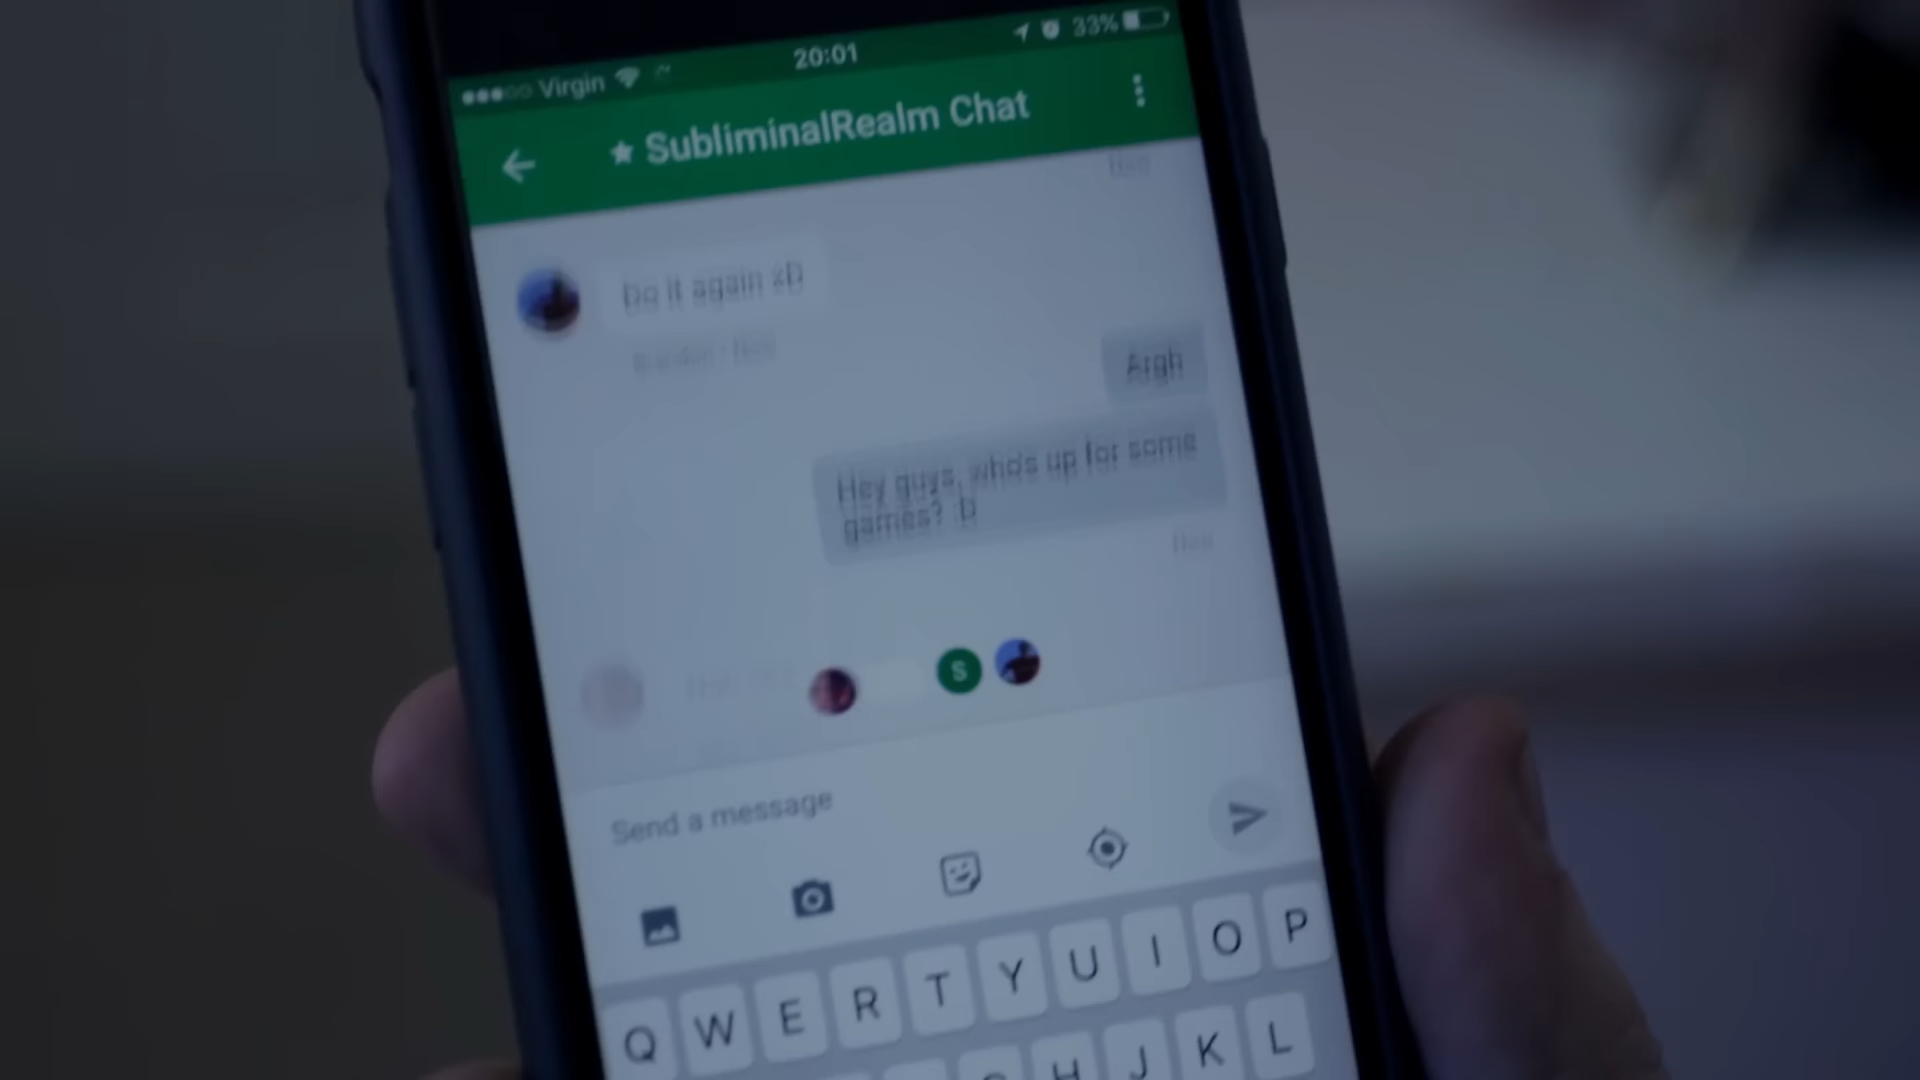 Virgin
20:01
33%
SubliminalRealm Chat
Do it again xD
Argh
Hey guys, who's up for some
games? :D
S
Send a message
Q W E R T Y U I O P
H J K L